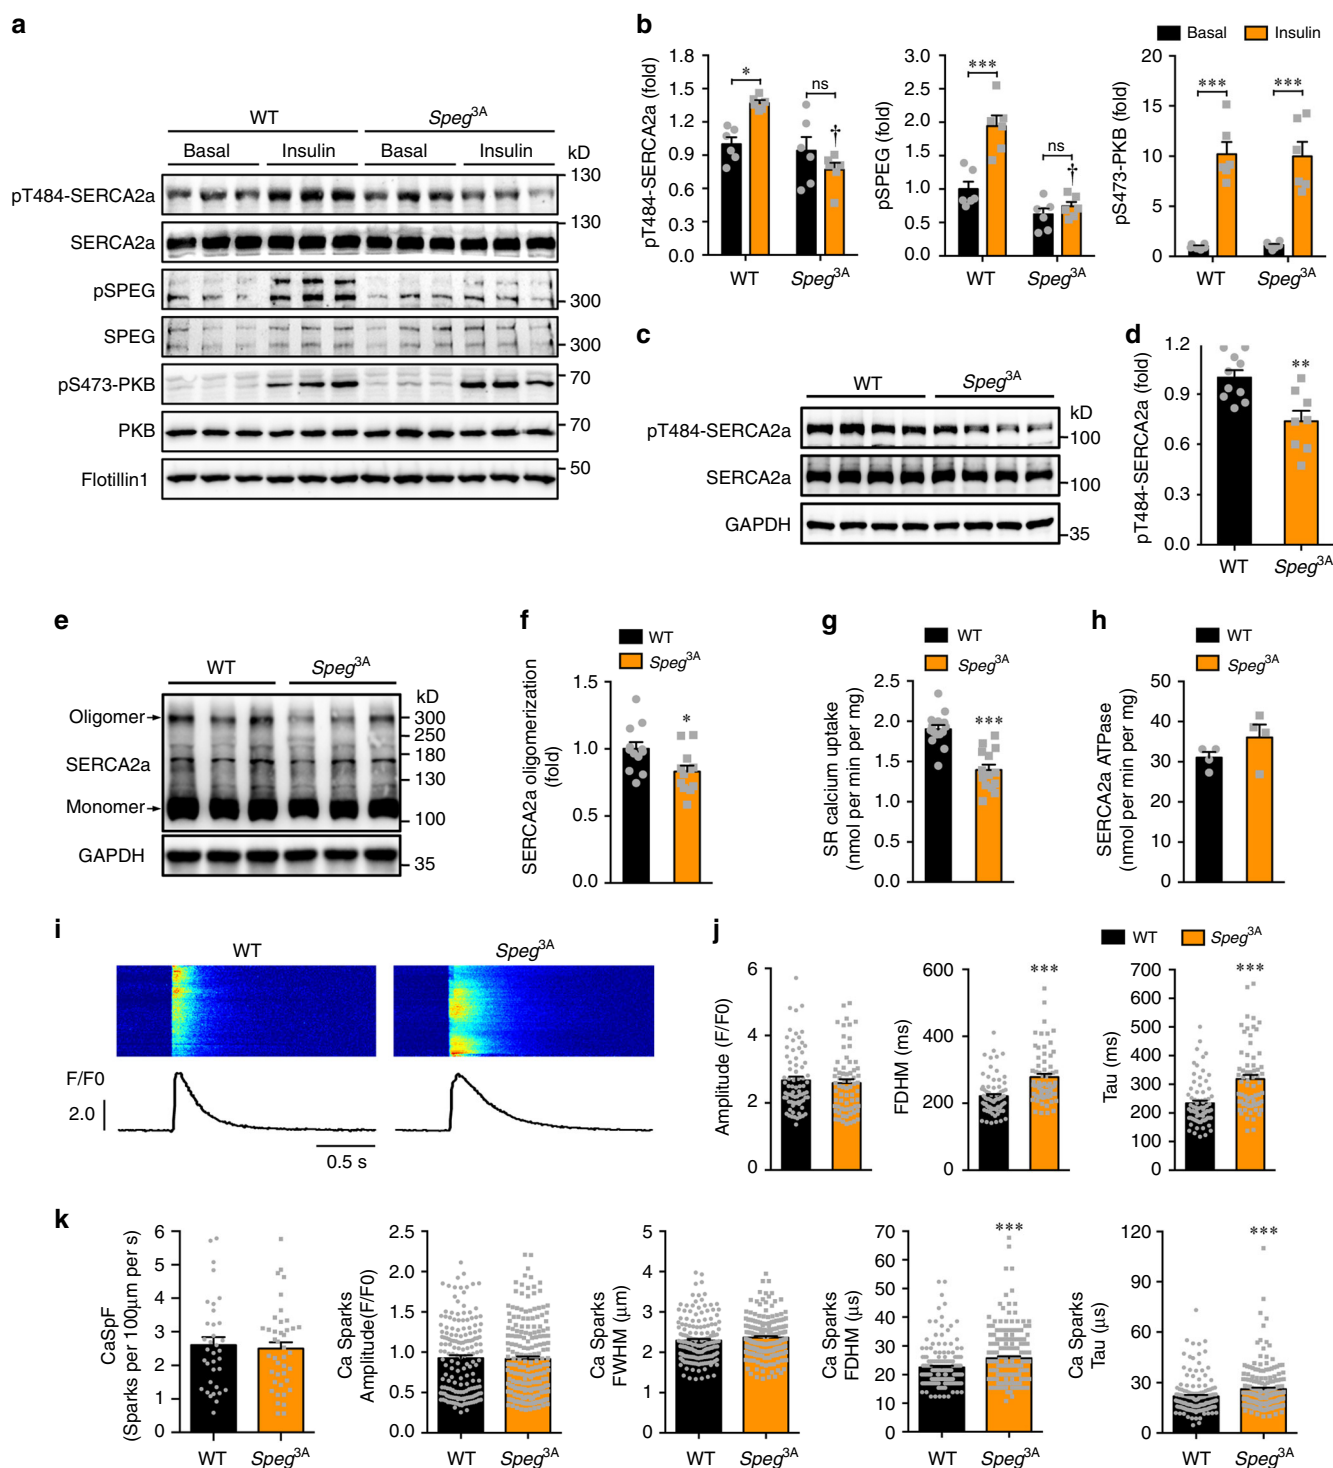 a
WT Speg3A
Basal Insulin Basal Insulin kD
pT484-SERCA2a 130
SERCA2a 130
pSPEG 300
SPEG 300
pS473-PKB 70
PKB 70
Flotillin1 50
b
Basal Insulin
pT484-SERCA2a (fold)
1.8
1.5
1.2
0.9
0.6
0.3
0.0
* ns †
WT Speg3A
pSPEG (fold)
3.0
2.5
2.0
1.5
1.0
0.5
0.0
*** ns †
WT Speg3A
pS473-PKB (fold)
20
15
10
5
0
*** ***
WT Speg3A
c
WT Speg3A
kD
pT484-SERCA2a 100
SERCA2a 100
GAPDH 35
d
pT484-SERCA2a (fold)
1.2
0.9
0.6
0.3
0.0
**
WT Speg3A
e
WT Speg3A
kD
Oligomer 300
250
180
SERCA2a
130
Monomer 100
GAPDH 35
f
WT
Speg3A
SERCA2a oligomerization
(fold)
1.5
1.0
0.5
0.0
*
g
WT
Speg3A
SR calcium uptake
(nmol per min per mg)
2.5
2.0
1.5
1.0
0.5
0.0
***
h
WT
Speg3A
SERCA2a ATPase
(nmol per min per mg)
50
40
30
20
10
0
i
WT Speg3A
F/F0
2.0
0.5 s
j
WT Speg3A
Amplitude (F/F0)
6
4
2
0
FDHM (ms)
600
400
200
0
***
Tau (ms)
700
600
500
400
300
200
100
0
***
k
CaSpF
(Sparks per 100μm per s)
6
5
4
3
2
1
0
WT Speg3A
Ca Sparks
Amplitude(F/F0)
2.5
2.0
1.5
1.0
0.5
0.0
WT Speg3A
Ca Sparks
FWHM (μm)
5
4
3
2
1
0
WT Speg3A
Ca Sparks
FDHM (μs)
70
60
50
40
30
20
10
0
***
WT Speg3A
Ca Sparks
Tau (μs)
120
90
60
30
0
***
WT Speg3A